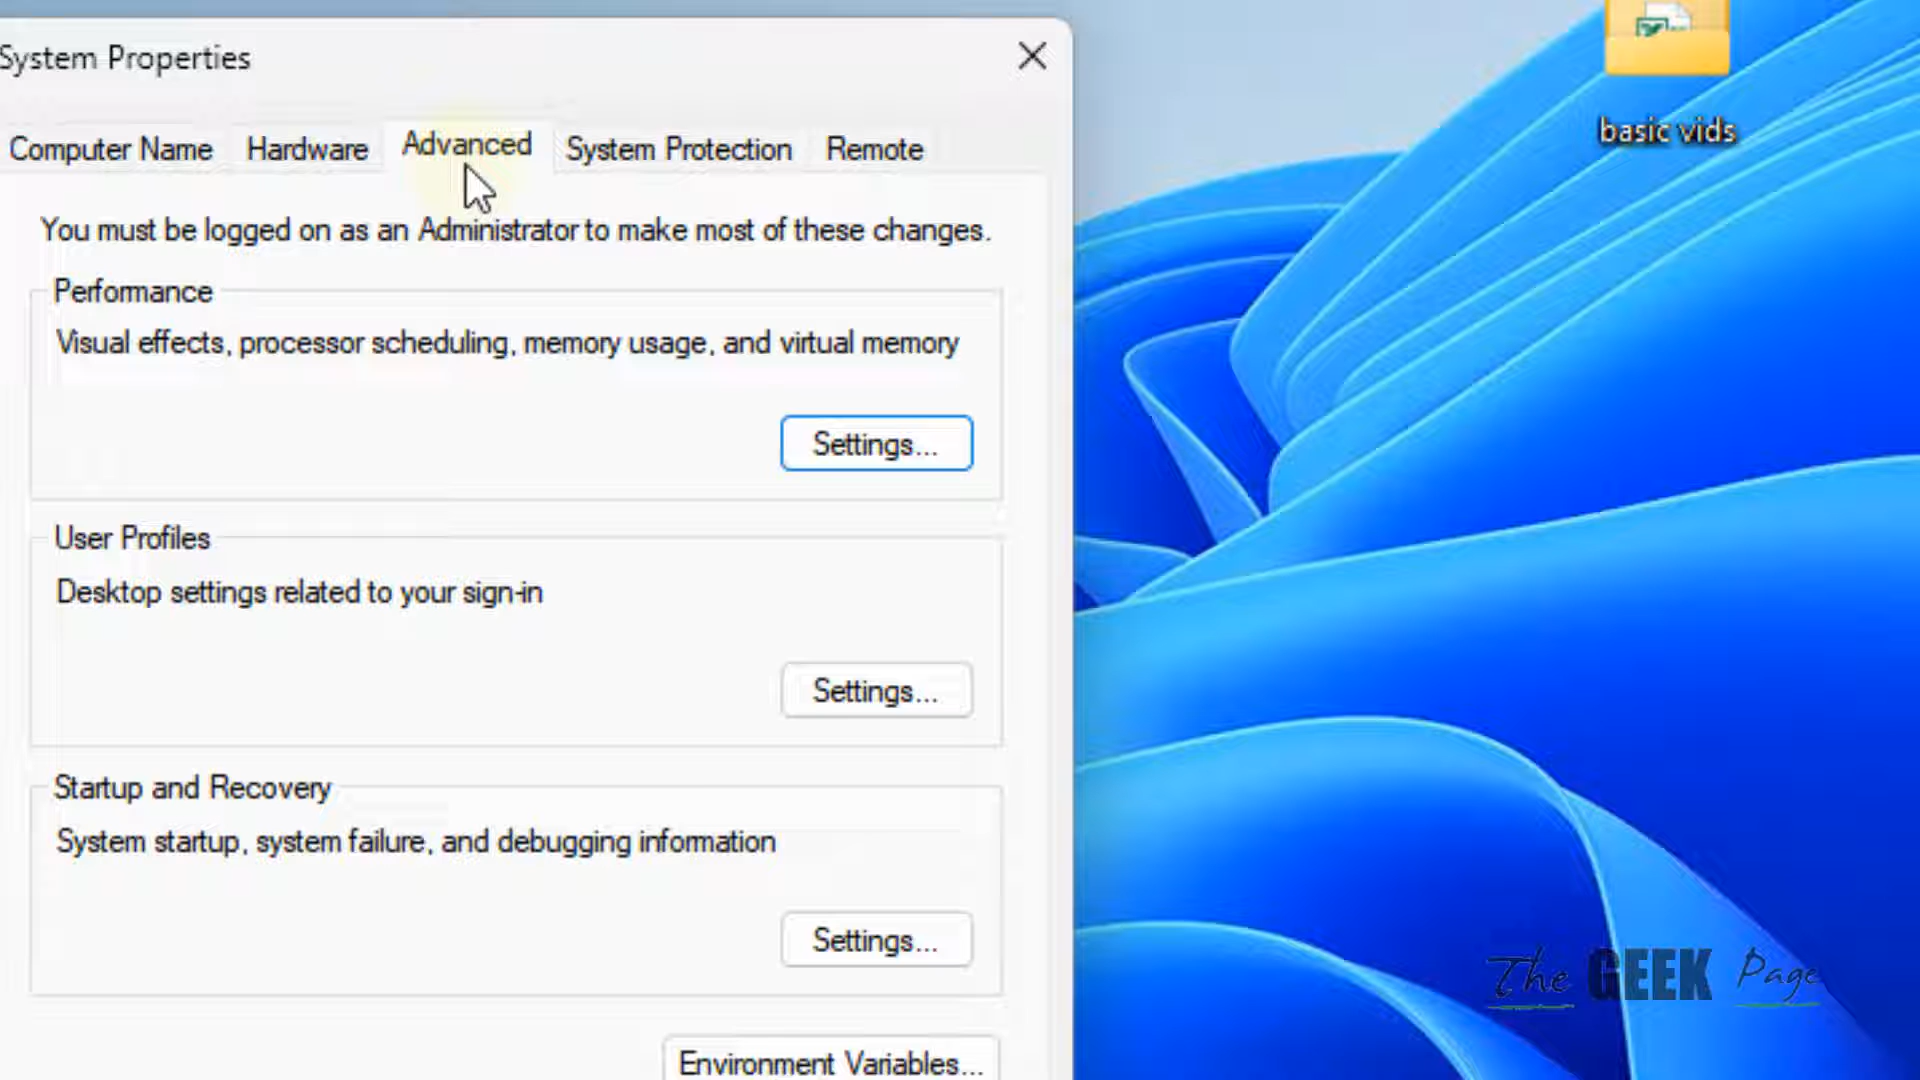 System Properties
Computer Name
Hardware
Advanced
System Protection
Remote
You must be logged on as an Administrator to make most of these changes.
Performance
Visual effects, processor scheduling, memory usage, and virtual memory
Settings...
User Profiles
Desktop settings related to your sign-in
Settings...
Startup and Recovery
System startup, system failure, and debugging information
Settings...
Environment Variables...
basic vids
The GEEK Page